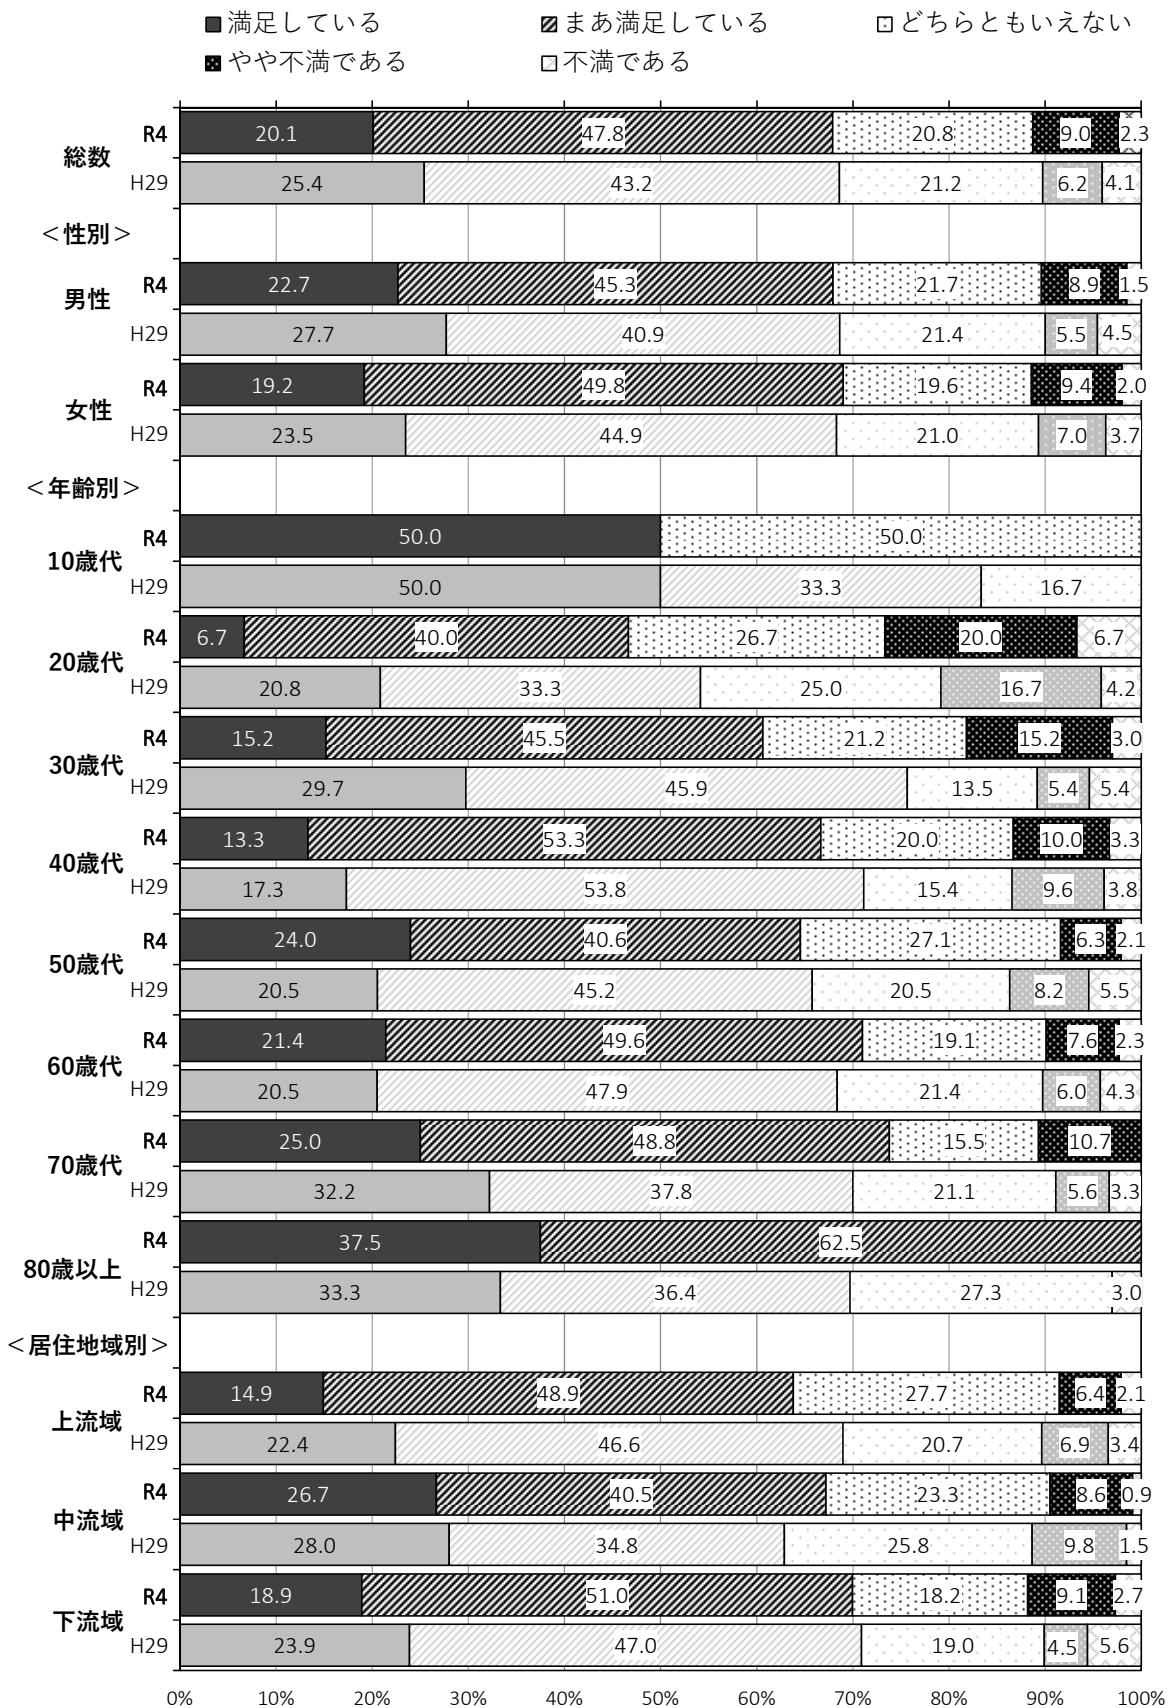 満足している まあ満足している どちらともいえない
やや不満である 不満である
総数
R4 20.1 47.8 20.8 9.0 2.3
H29 25.4 43.2 21.2 6.2 4.1
＜性別＞
男性
R4 22.7 45.3 21.7 8.9 1.5
H29 27.7 40.9 21.4 5.5 4.5
女性
R4 19.2 49.8 19.6 9.4 2.0
H29 23.5 44.9 21.0 7.0 3.7
＜年齢別＞
10歳代
R4 50.0 50.0
H29 50.0 33.3 16.7
20歳代
R4 6.7 40.0 26.7 20.0 6.7
H29 20.8 33.3 25.0 16.7 4.2
30歳代
R4 15.2 45.5 21.2 15.2 3.0
H29 29.7 45.9 13.5 5.4 5.4
40歳代
R4 13.3 53.3 20.0 10.0 3.3
H29 17.3 53.8 15.4 9.6 3.8
50歳代
R4 24.0 40.6 27.1 6.3 2.1
H29 20.5 45.2 20.5 8.2 5.5
60歳代
R4 21.4 49.6 19.1 7.6 2.3
H29 20.5 47.9 21.4 6.0 4.3
70歳代
R4 25.0 48.8 15.5 10.7
H29 32.2 37.8 21.1 5.6 3.3
80歳以上
R4 37.5 62.5
H29 33.3 36.4 27.3 3.0
＜居住地域別＞
上流域
R4 14.9 48.9 27.7 6.4 2.1
H29 22.4 46.6 20.7 6.9 3.4
中流域
R4 26.7 40.5 23.3 8.6 0.9
H29 28.0 34.8 25.8 9.8 1.5
下流域
R4 18.9 51.0 18.2 9.1 2.7
H29 23.9 47.0 19.0 4.5 5.6
0% 10% 20% 30% 40% 50% 60% 70% 80% 90% 100%